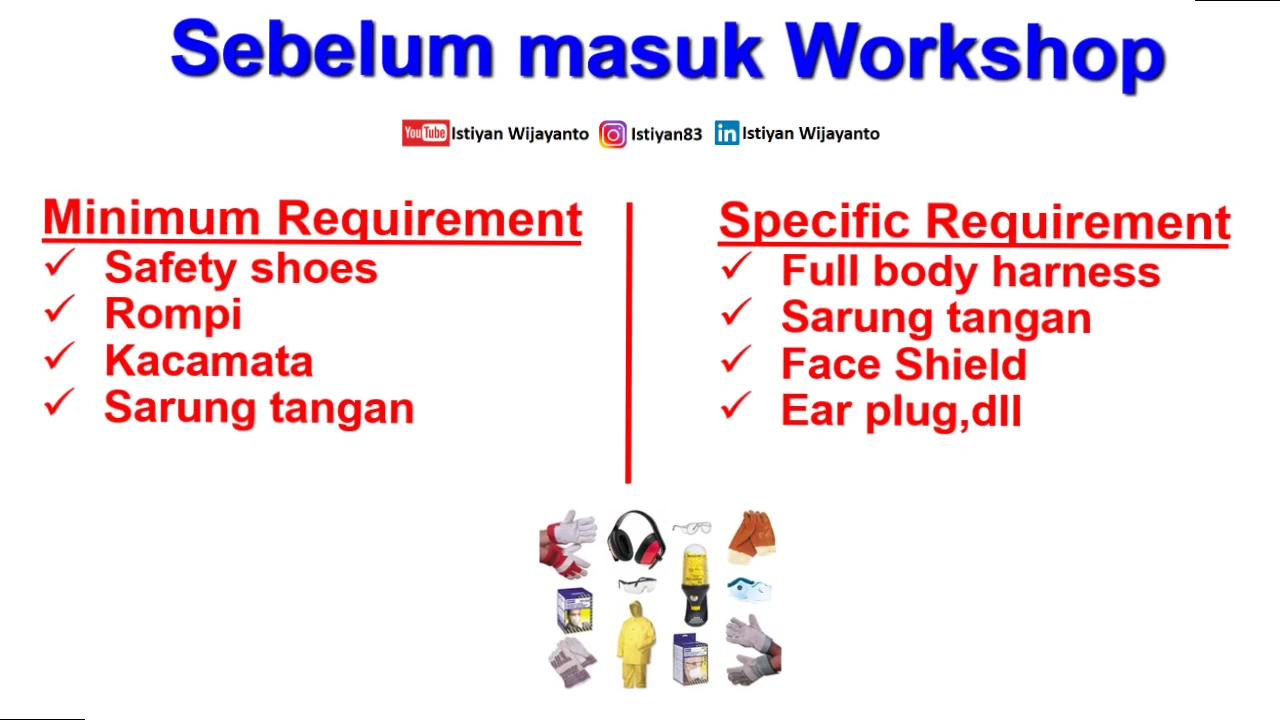 Sebelum masuk Workshop
YouTube Istiyan Wijayanto Istiyan83 in Istiyan Wijayanto
Minimum Requirement
✓ Safety shoes
✓ Rompi
✓ Kacamata
✓ Sarung tangan
Specific Requirement
✓ Full body harness
✓ Sarung tangan
✓ Face Shield
✓ Ear plug,dll